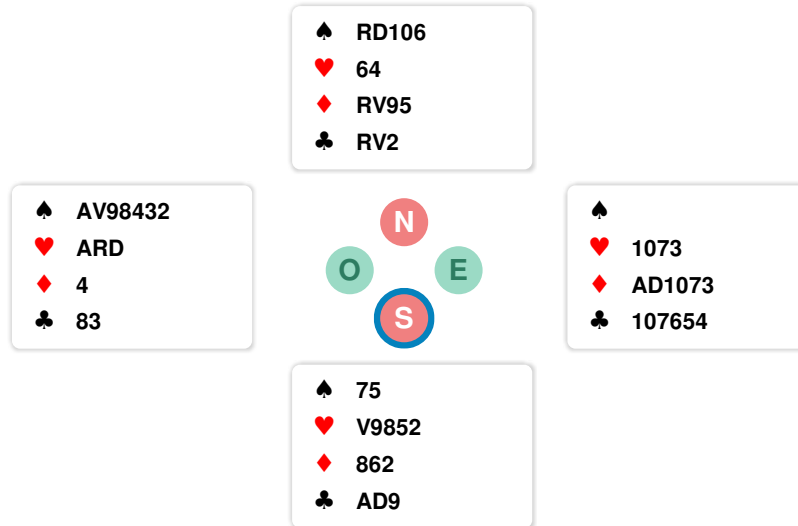 ♠ RD106
♥ 64
♦ RV95
♣ RV2
♠ AV98432
♥ ARD
♦ 4
♣ 83
N
O E
S
♠
♥ 1073
♦ AD1073
♣ 107654
♠ 75
♥ V9852
♦ 862
♣ AD9